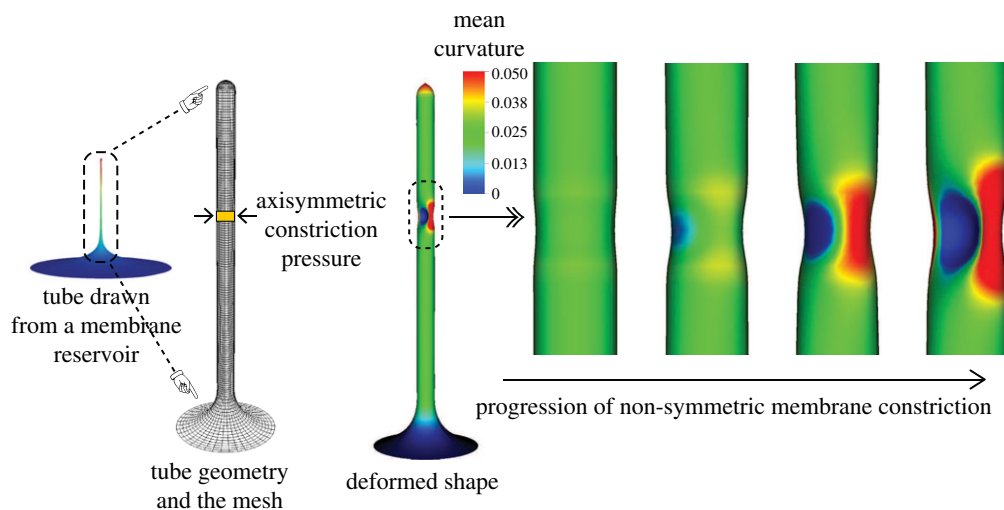 mean
curvature
0.050
0.038
0.025
0.013
0
axisymmetric
constriction
pressure
tube drawn
from a membrane
reservoir
tube geometry
and the mesh
deformed shape
progression of non-symmetric membrane constriction